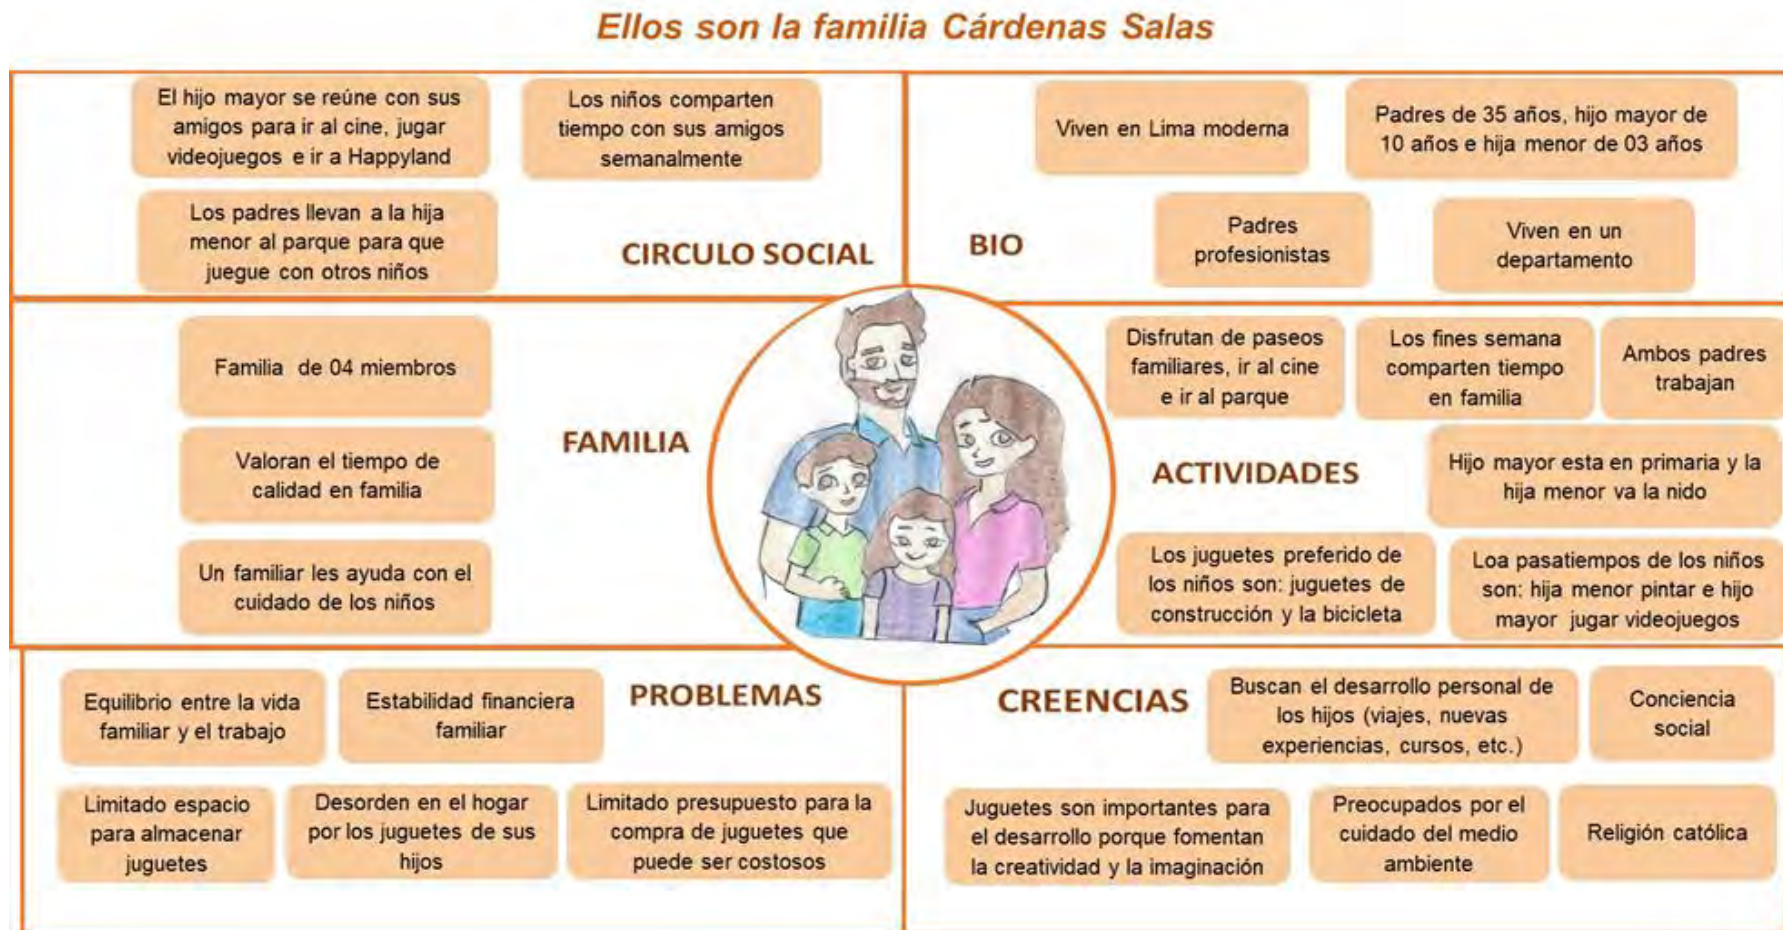 Ellos son la familia Cárdenas Salas
El hijo mayor se reúne con sus
amigos para ir al cine, jugar
videojuegos e ir a Happyland
Los niños comparten
tiempo con sus amigos
semanalmente
Los padres llevan a la hija
menor al parque para que
juegue con otros niños
CIRCULO SOCIAL
BIO
Viven en Lima moderna
Padres de 35 años, hijo mayor de
10 años e hija menor de 03 años
Padres
profesionistas
Viven en un
departamento
Familia de 04 miembros
Valoran el tiempo de
calidad en familia
Un familiar les ayuda con el
cuidado de los niños
FAMILIA
Disfrutan de paseos
familiares, ir al cine
e ir al parque
Los fines semana
comparten tiempo
en familia
Ambos padres
trabajan
ACTIVIDADES
Hijo mayor esta en primaria y la
hija menor va la nido
Los juguetes preferido de
los niños son: juguetes de
construcción y la bicicleta
Loa pasatiempos de los niños
son: hija menor pintar e hijo
mayor jugar videojuegos
Equilibrio entre la vida
familiar y el trabajo
Estabilidad financiera
familiar
PROBLEMAS
Limitado espacio
para almacenar
juguetes
Desorden en el hogar
por los juguetes de sus
hijos
Limitado presupuesto para la
compra de juguetes que
puede ser costosos
CREENCIAS
Buscan el desarrollo personal de
los hijos (viajes, nuevas
experiencias, cursos, etc.)
Conciencia
social
Juguetes son importantes para
el desarrollo porque fomentan
la creatividad y la imaginación
Preocupados por el
cuidado del medio
ambiente
Religión católica